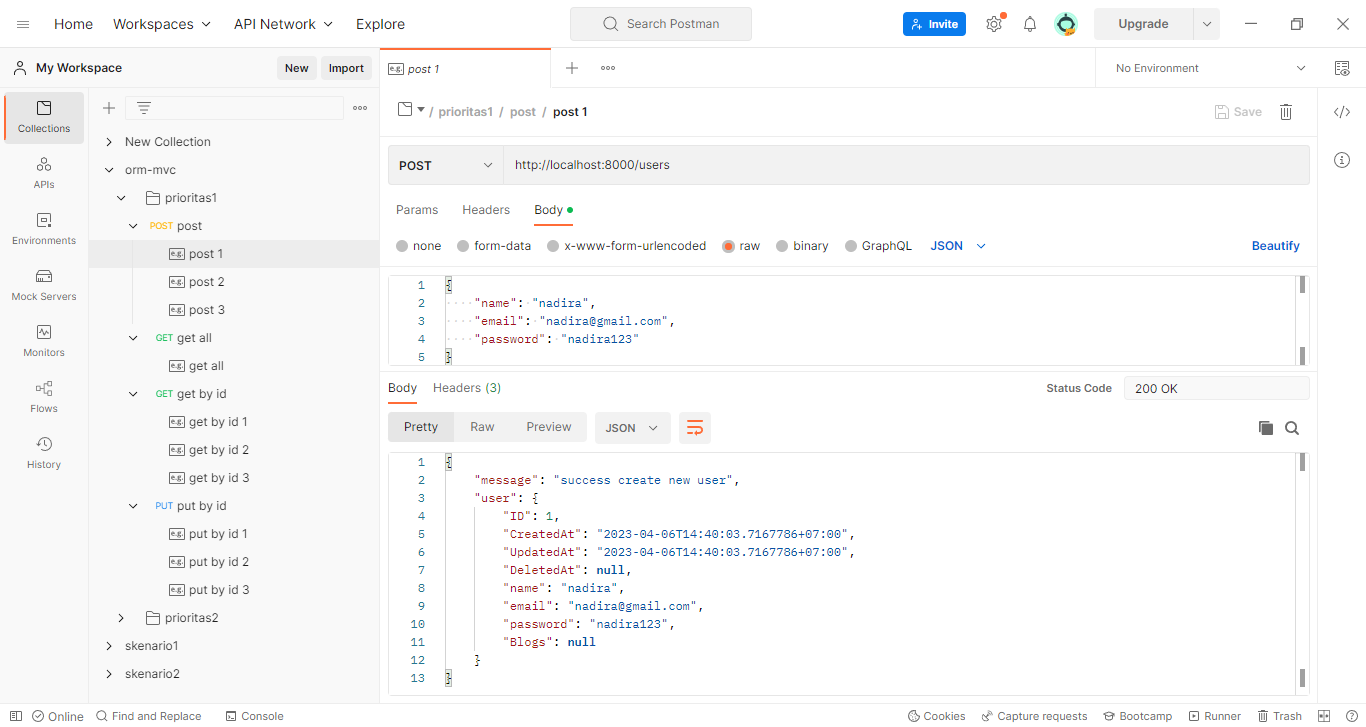 Home Workspaces API Network Explore Search Postman Invite Upgrade
My Workspace New Import e.g. post 1 No Environment
Collections
APIs
Environments
Mock Servers
Monitors
Flows
History
New Collection
orm-mvc
prioritas1
POST post
e.g. post 1
e.g. post 2
e.g. post 3
GET get all
e.g. get all
GET get by id
e.g. get by id 1
e.g. get by id 2
e.g. get by id 3
PUT put by id
e.g. put by id 1
e.g. put by id 2
e.g. put by id 3
prioritas2
skenario1
skenario2
/ prioritas1 / post / post 1 Save
POST http://localhost:8000/users
Params Headers Body
none form-data x-www-form-urlencoded raw binary GraphQL JSON Beautify
1 {
2 "name": "nadira",
3 "email": "nadira@gmail.com",
4 "password": "nadira123"
5 }
Body Headers (3) Status Code 200 OK
Pretty Raw Preview JSON
1 {
2 "message": "success create new user",
3 "user": {
4 "ID": 1,
5 "CreatedAt": "2023-04-06T14:40:03.7167786+07:00",
6 "UpdatedAt": "2023-04-06T14:40:03.7167786+07:00",
7 "DeletedAt": null,
8 "name": "nadira",
9 "email": "nadira@gmail.com",
10 "password": "nadira123",
11 "Blogs": null
12 }
13 }
Online Find and Replace Console Cookies Capture requests Bootcamp Runner Trash